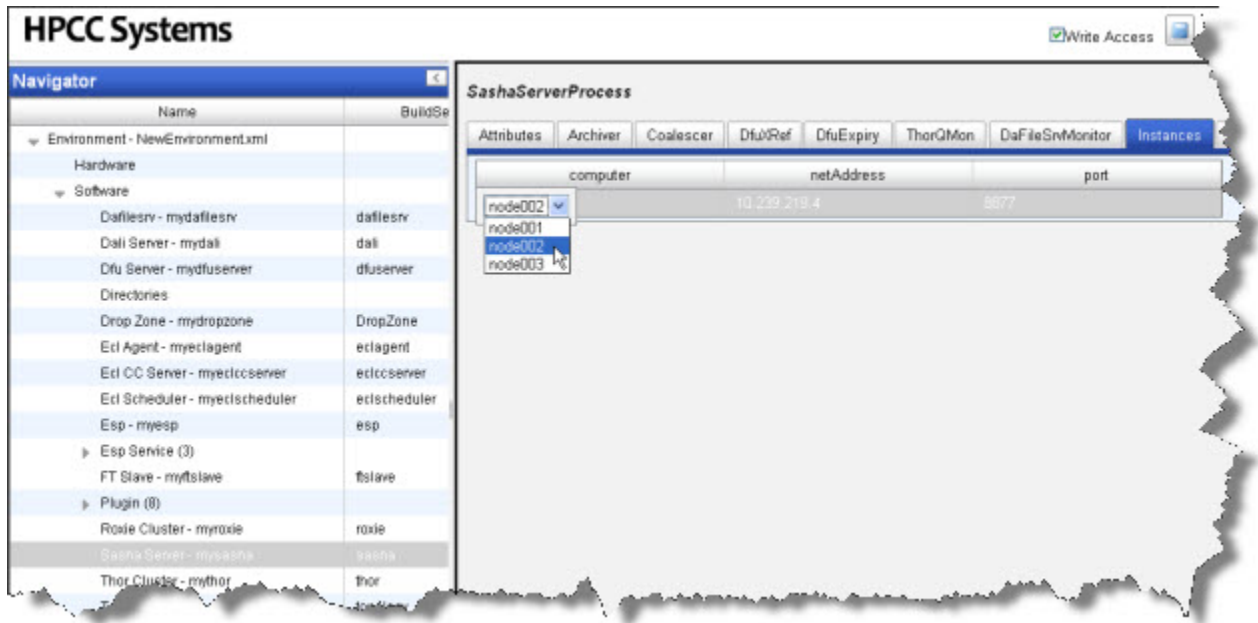 HPCC Systems
Write Access
Navigator
Name BuildSe
Environment - NewEnvironment.xml
Hardware
Software
Dafilesrv - mydafilesrv dafilesrv
Dali Server - mydali dali
Dfu Server - mydfuserver dfuserver
Directories
Drop Zone - mydropzone DropZone
Ecl Agent - myeclagent eclagent
Ecl CC Server - myeclccserver eclccserver
Ecl Scheduler - myeclscheduler eclscheduler
Esp - myesp esp
Esp Service (3)
FT Slave - myftslave ftslave
Plugin (8)
Roxie Cluster - myroxie roxie
Sasha Server - mysasha sasha
Thor Cluster - mythor thor
SashaServerProcess
Attributes Archiver Coalescer DfuXRef DfuExpiry ThorQMon DaFileSrvMonitor Instances
computer netAddress port
node002 10.239.219.4 8877
node001
node002
node003